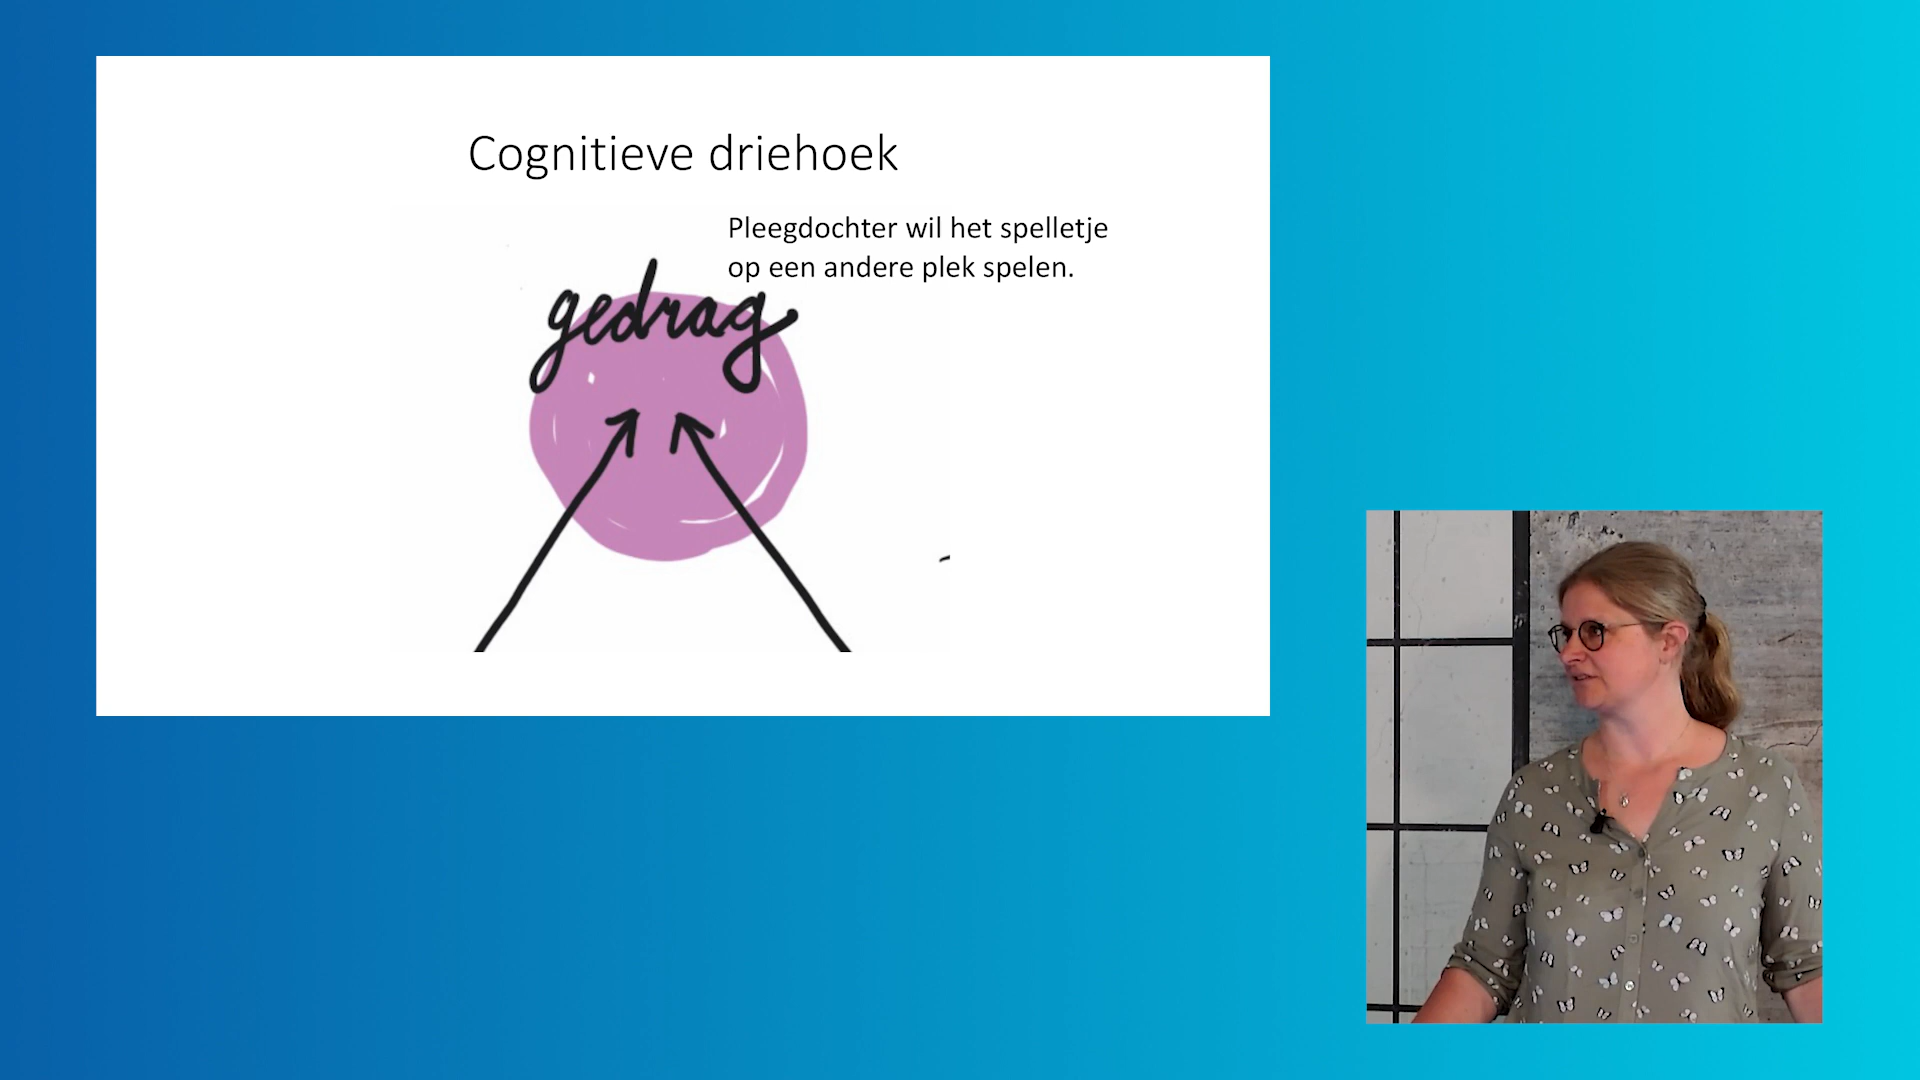 Cognitieve driehoek
Pleegdochter wil het spelletje
op een andere plek spelen.
gedrag